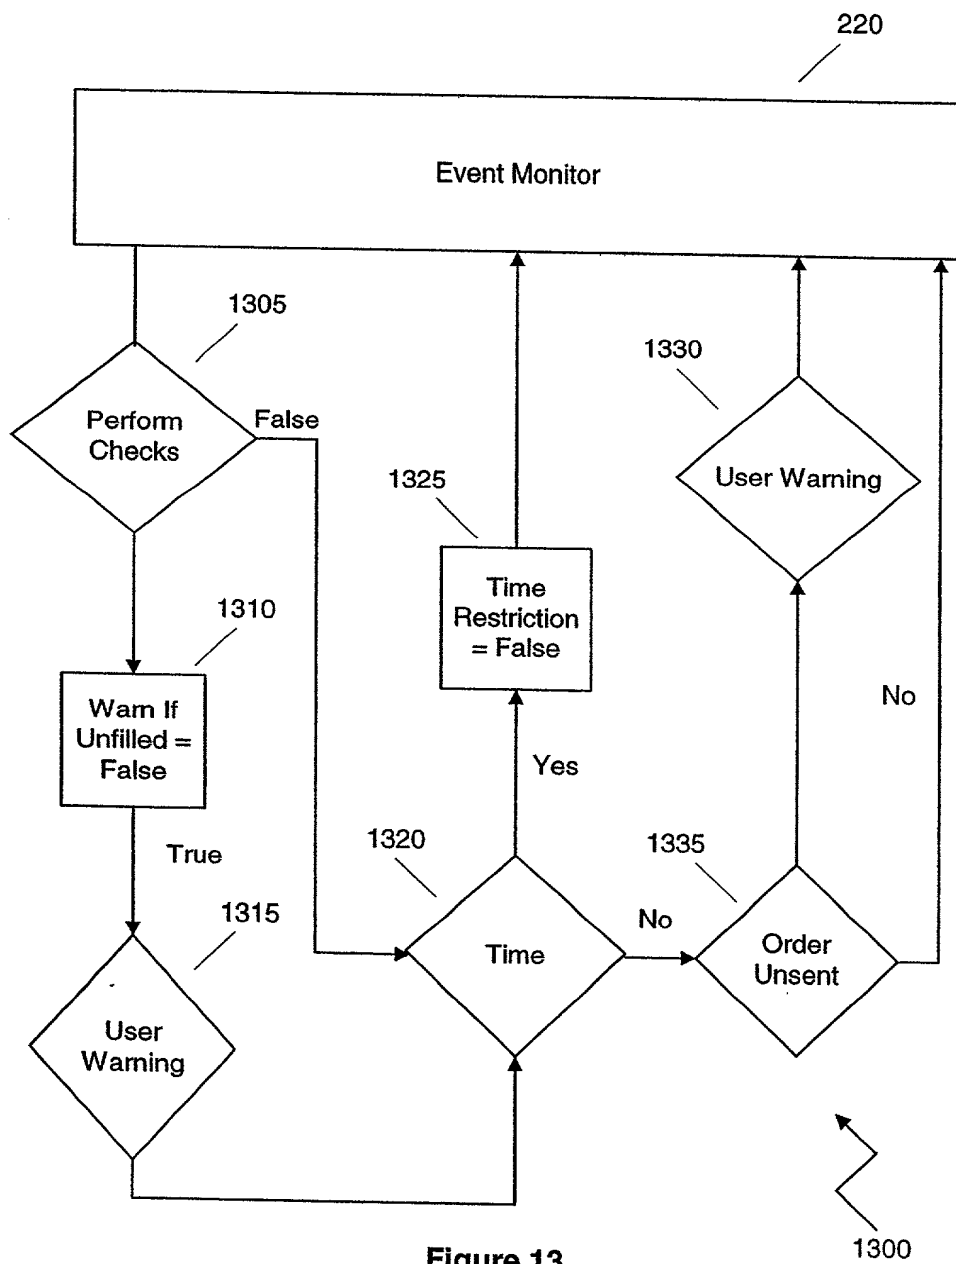 220
Event Monitor
1305
Perform
Checks
False
1310
Warn If
Unfilled =
False
True
1315
User
Warning
1325
Time
Restriction
= False
Yes
1320
Time
No
1330
User Warning
1335
Order
Unsent
No
1300
Figure 13